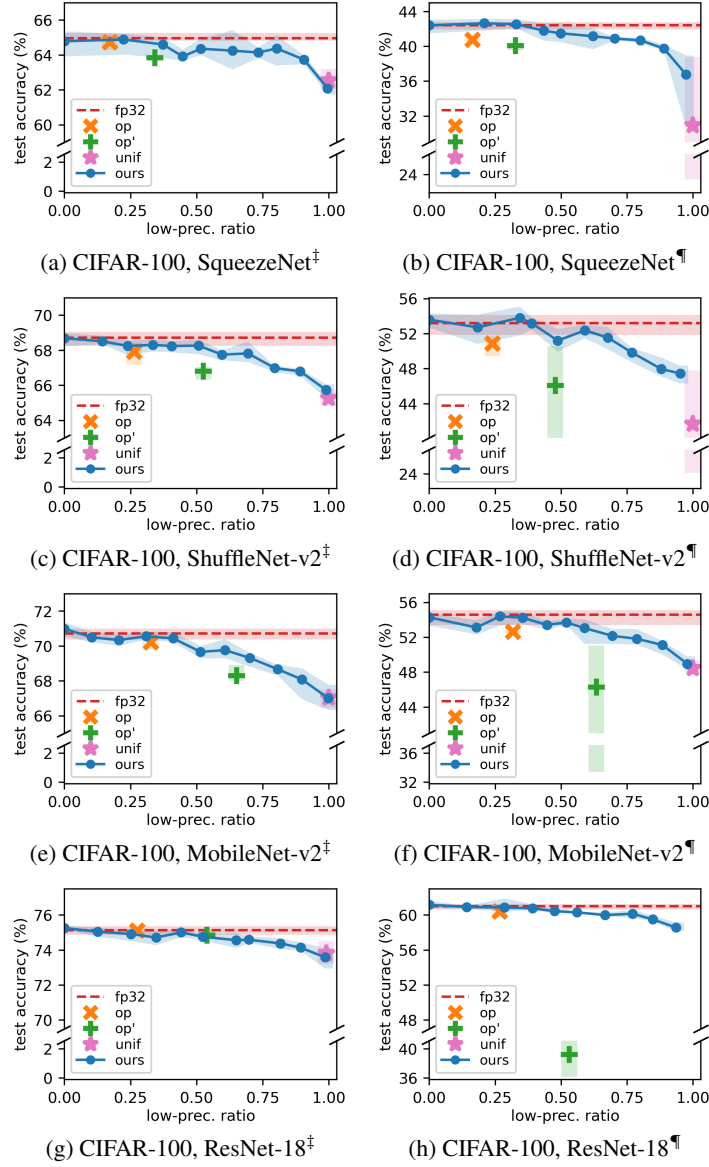 66
64
62
60
2
0
test accuracy (%)
fp32
op
op'
unif
ours
0.00 0.25 0.50 0.75 1.00
low-prec. ratio
(a) CIFAR-100, SqueezeNet‡
44
40
36
32
24
test accuracy (%)
fp32
op
op'
unif
ours
0.00 0.25 0.50 0.75 1.00
low-prec. ratio
(b) CIFAR-100, SqueezeNet¶
70
68
66
64
2
0
test accuracy (%)
fp32
op
op'
unif
ours
0.00 0.25 0.50 0.75 1.00
low-prec. ratio
(c) CIFAR-100, ShuffleNet-v2‡
56
52
48
44
24
test accuracy (%)
fp32
op
op'
unif
ours
0.00 0.25 0.50 0.75 1.00
low-prec. ratio
(d) CIFAR-100, ShuffleNet-v2¶
72
70
68
66
2
0
test accuracy (%)
fp32
op
op'
unif
ours
0.00 0.25 0.50 0.75 1.00
low-prec. ratio
(e) CIFAR-100, MobileNet-v2‡
56
52
48
44
36
32
test accuracy (%)
fp32
op
op'
unif
ours
0.00 0.25 0.50 0.75 1.00
low-prec. ratio
(f) CIFAR-100, MobileNet-v2¶
76
74
72
70
2
0
test accuracy (%)
fp32
op
op'
unif
ours
0.00 0.25 0.50 0.75 1.00
low-prec. ratio
(g) CIFAR-100, ResNet-18‡
60
56
52
48
40
36
test accuracy (%)
fp32
op
op'
unif
ours
0.00 0.25 0.50 0.75 1.00
low-prec. ratio
(h) CIFAR-100, ResNet-18¶